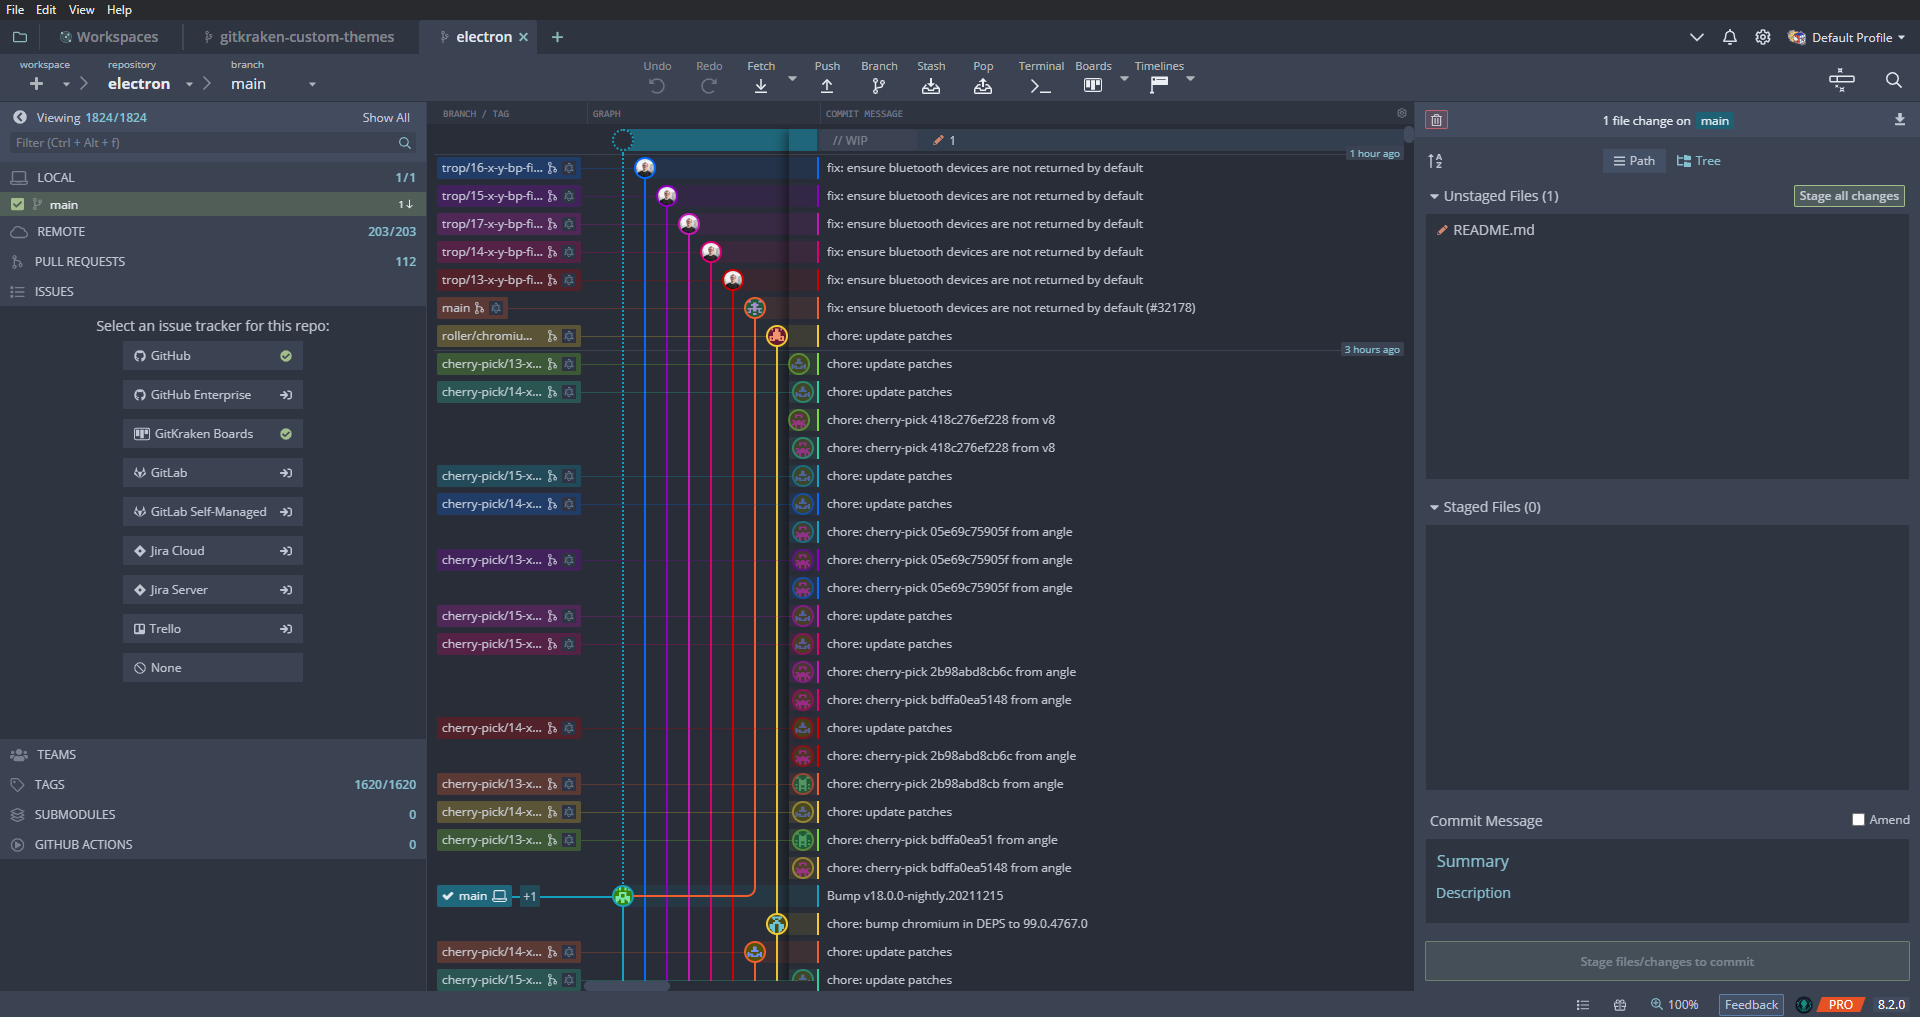 File Edit View Help
Workspaces
gitkraken-custom-themes
electron
Default Profile
workspace
repository
electron
branch
main
Undo
Redo
Fetch
Push
Branch
Stash
Pop
Terminal
Boards
Timelines
Viewing 1824/1824
Show All
Filter (Ctrl + Alt + f)
LOCAL 1/1
main 1↓
REMOTE 203/203
PULL REQUESTS 112
ISSUES
Select an issue tracker for this repo:
GitHub
GitHub Enterprise
GitKraken Boards
GitLab
GitLab Self-Managed
Jira Cloud
Jira Server
Trello
None
TEAMS
TAGS 1620/1620
SUBMODULES 0
GITHUB ACTIONS 0
BRANCH / TAG GRAPH COMMIT MESSAGE
// WIP 1
1 hour ago
trop/16-x-y-bp-fi... fix: ensure bluetooth devices are not returned by default
trop/15-x-y-bp-fi... fix: ensure bluetooth devices are not returned by default
trop/17-x-y-bp-fi... fix: ensure bluetooth devices are not returned by default
trop/14-x-y-bp-fi... fix: ensure bluetooth devices are not returned by default
trop/13-x-y-bp-fi... fix: ensure bluetooth devices are not returned by default
main fix: ensure bluetooth devices are not returned by default (#32178)
roller/chromiu... chore: update patches
3 hours ago
cherry-pick/13-x... chore: update patches
cherry-pick/14-x... chore: update patches
chore: cherry-pick 418c276ef228 from v8
chore: cherry-pick 418c276ef228 from v8
cherry-pick/15-x... chore: update patches
cherry-pick/14-x... chore: update patches
chore: cherry-pick 05e69c75905f from angle
cherry-pick/13-x... chore: cherry-pick 05e69c75905f from angle
chore: cherry-pick 05e69c75905f from angle
cherry-pick/15-x... chore: update patches
cherry-pick/15-x... chore: update patches
chore: cherry-pick 2b98abd8cb6c from angle
chore: cherry-pick bdffa0ea5148 from angle
cherry-pick/14-x... chore: update patches
chore: cherry-pick 2b98abd8cb6c from angle
cherry-pick/13-x... chore: cherry-pick 2b98abd8cb from angle
cherry-pick/14-x... chore: update patches
cherry-pick/13-x... chore: cherry-pick bdffa0ea51 from angle
chore: cherry-pick bdffa0ea5148 from angle
main +1 Bump v18.0.0-nightly.20211215
chore: bump chromium in DEPS to 99.0.4767.0
cherry-pick/14-x... chore: update patches
cherry-pick/15-x... chore: update patches
1 file change on main
Path Tree
Unstaged Files (1)
Stage all changes
README.md
Staged Files (0)
Commit Message
Amend
Summary
Description
Stage files/changes to commit
100%
Feedback
PRO
8.2.0